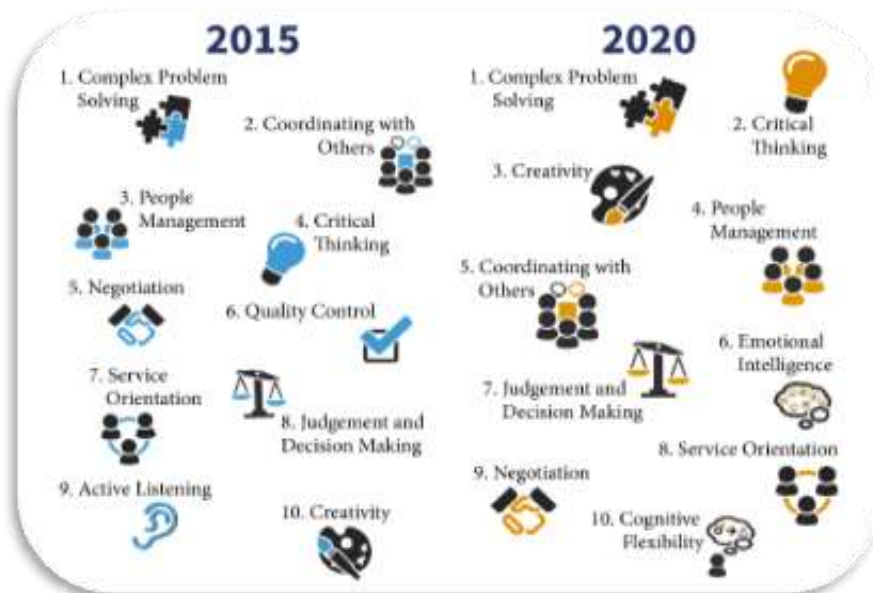 2015
1. Complex Problem
Solving
2. Coordinating with
Others
3. People
Management
4. Critical
Thinking
5. Negotiation
6. Quality Control
7. Service
Orientation
8. Judgement and
Decision Making
9. Active Listening
10. Creativity
2020
1. Complex Problem
Solving
2. Critical
Thinking
3. Creativity
4. People
Management
5. Coordinating with
Others
6. Emotional
Intelligence
7. Judgement and
Decision Making
8. Service Orientation
9. Negotiation
10. Cognitive
Flexibility